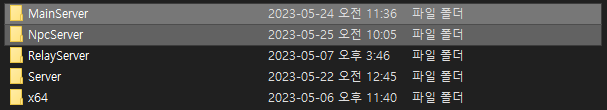 MainServer 2023-05-24 오전 11:36 파일 폴더
NpcServer 2023-05-25 오전 10:05 파일 폴더
RelayServer 2023-05-07 오후 3:46 파일 폴더
Server 2023-05-22 오전 12:45 파일 폴더
x64 2023-05-06 오후 11:40 파일 폴더